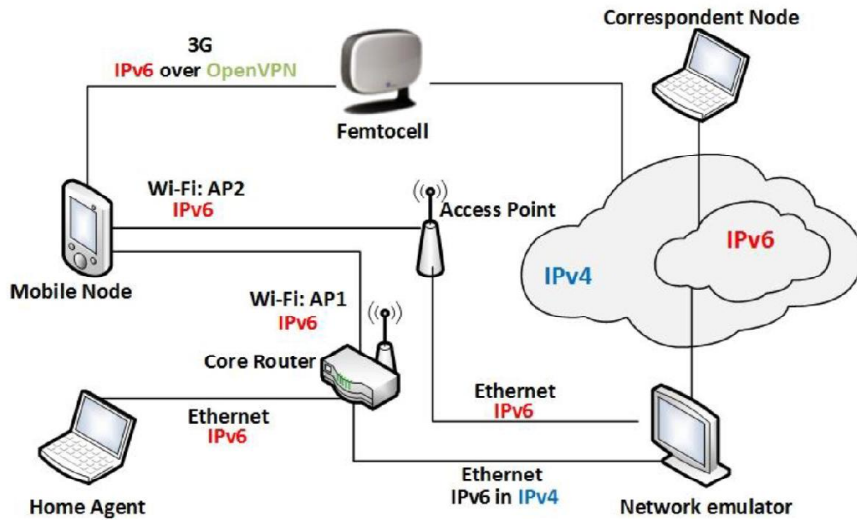 Correspondent Node
3G
IPv6 over OpenVPN
Femtocell
Wi-Fi: AP2
IPv6
Access Point
IPv6
IPv4
Mobile Node
Wi-Fi: AP1
IPv6
Core Router
Ethernet
IPv6
Ethernet
IPv6
Ethernet
IPv6 in IPv4
Home Agent
Network emulator